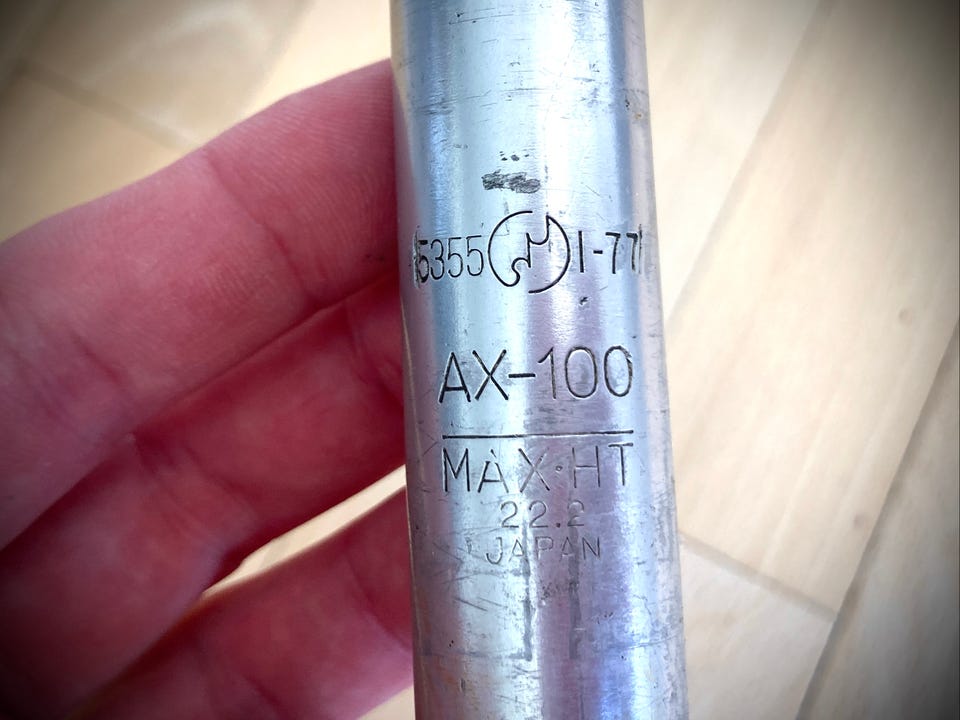 5355 I-77
AX-100
MAX·HT
22.2
JAPAN